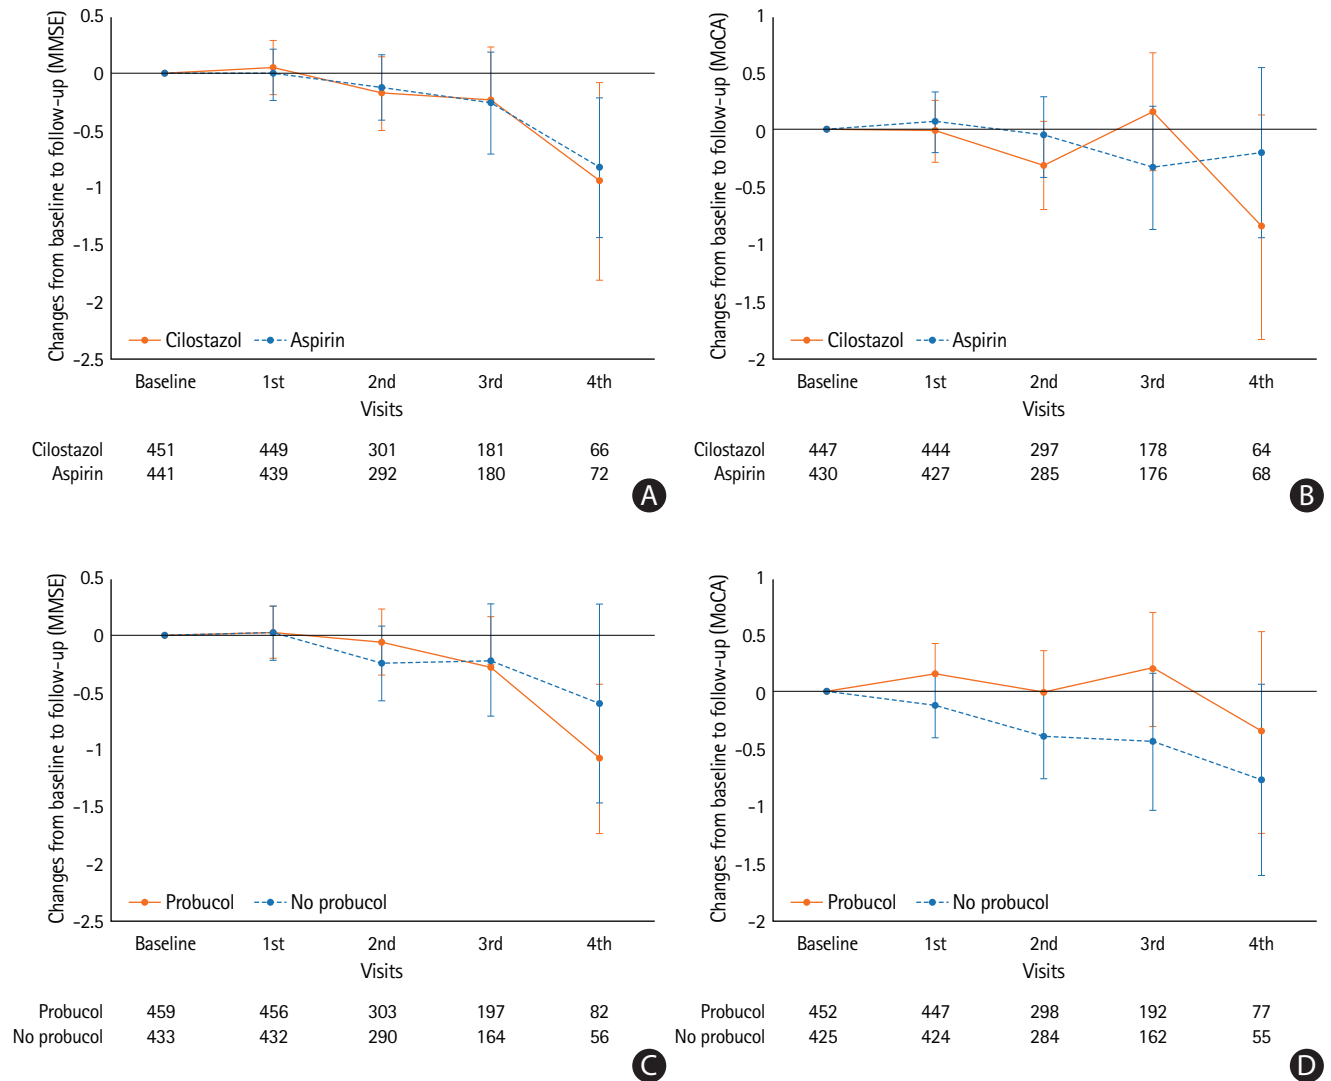 Changes from baseline to follow-up (MMSE)
0.5
0
-0.5
-1
-1.5
-2
-2.5
Cilostazol Aspirin
Baseline 1st 2nd 3rd 4th
Visits
Cilostazol 451 449 301 181 66
Aspirin 441 439 292 180 72
A
Changes from baseline to follow-up (MoCA)
1
0.5
0
-0.5
-1
-1.5
-2
Cilostazol Aspirin
Baseline 1st 2nd 3rd 4th
Visits
Cilostazol 447 444 297 178 64
Aspirin 430 427 285 176 68
B
Changes from baseline to follow-up (MMSE)
0.5
0
-0.5
-1
-1.5
-2
-2.5
Probucol No probucol
Baseline 1st 2nd 3rd 4th
Visits
Probucol 459 456 303 197 82
No probucol 433 432 290 164 56
C
Changes from baseline to follow-up (MoCA)
1
0.5
0
-0.5
-1
-1.5
-2
Probucol No probucol
Baseline 1st 2nd 3rd 4th
Visits
Probucol 452 447 298 192 77
No probucol 425 424 284 162 55
D